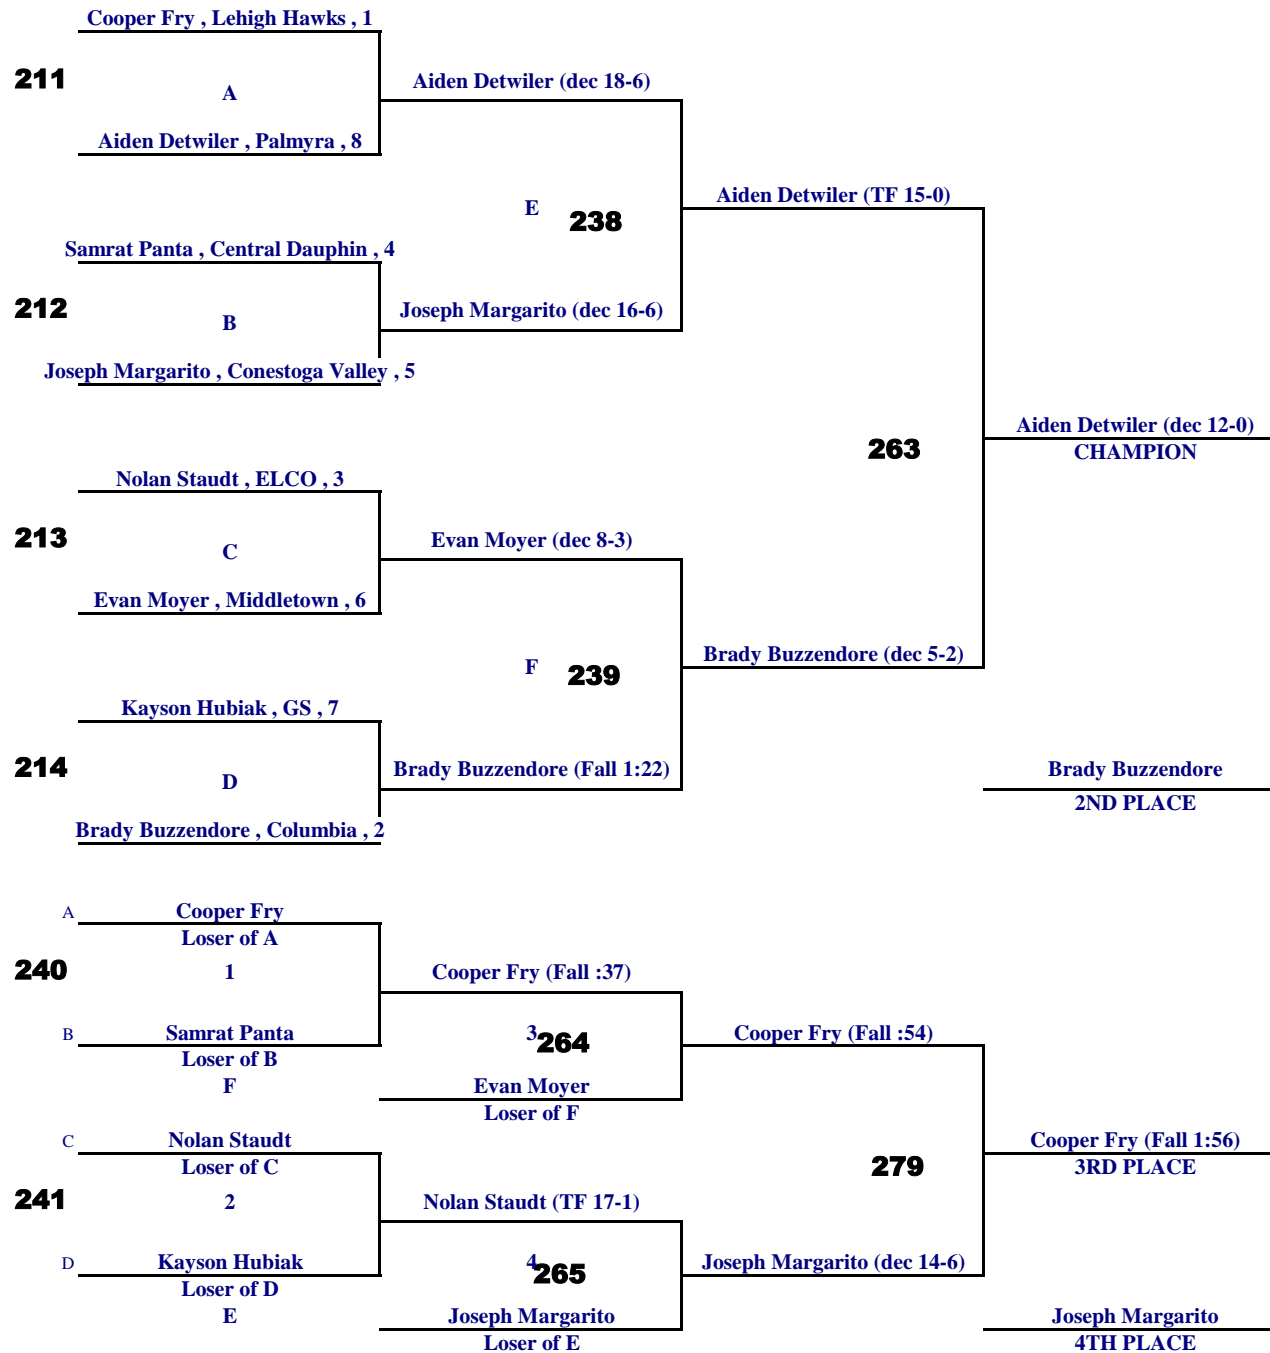 Cooper Fry , Lehigh Hawks , 1
211
A
Aiden Detwiler (dec 18-6)
Aiden Detwiler , Palmyra , 8
E
238
Aiden Detwiler (TF 15-0)
Samrat Panta , Central Dauphin , 4
212
B
Joseph Margarito (dec 16-6)
Joseph Margarito , Conestoga Valley , 5
263
Aiden Detwiler (dec 12-0)
CHAMPION
Nolan Staudt , ELCO , 3
213
C
Evan Moyer (dec 8-3)
Evan Moyer , Middletown , 6
F
239
Brady Buzzendore (dec 5-2)
Kayson Hubiak , GS , 7
214
D
Brady Buzzendore (Fall 1:22)
Brady Buzzendore
2ND PLACE
Brady Buzzendore , Columbia , 2
A
Cooper Fry
Loser of A
240
1
Cooper Fry (Fall :37)
B
Samrat Panta
Loser of B
3
264
Cooper Fry (Fall :54)
F
Evan Moyer
Loser of F
C
Nolan Staudt
Loser of C
279
Cooper Fry (Fall 1:56)
3RD PLACE
241
2
Nolan Staudt (TF 17-1)
D
Kayson Hubiak
Loser of D
4
265
Joseph Margarito (dec 14-6)
E
Joseph Margarito
Loser of E
Joseph Margarito
4TH PLACE